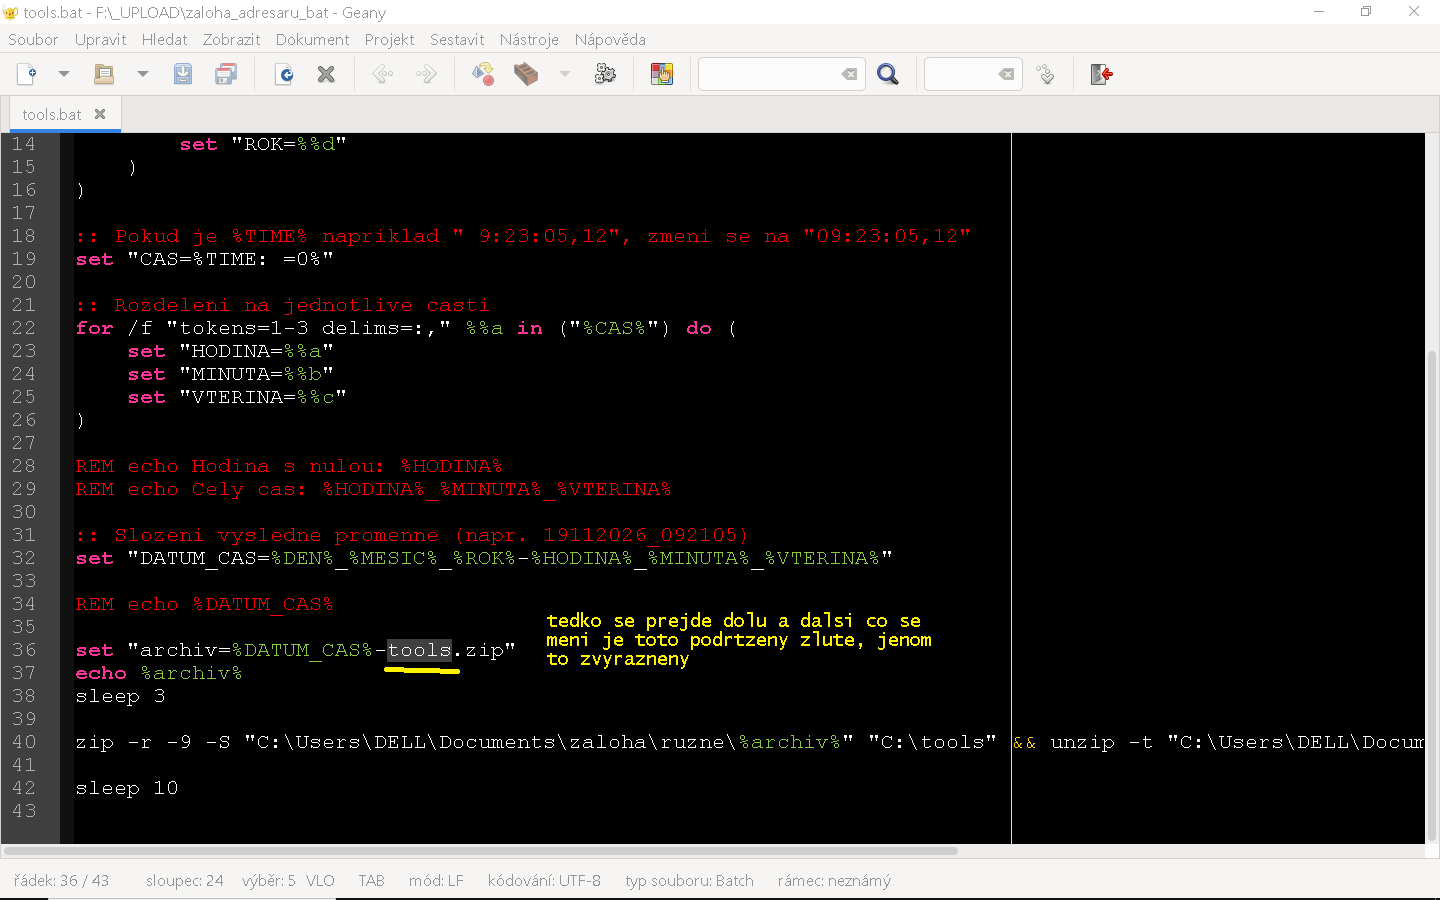 tools.bat - F:\_UPLOAD\zaloha_adresaru_bat - Geany
Soubor Upravit Hledat Zobrazit Dokument Projekt Sestavit Nástroje Nápověda
tools.bat
14 set "ROK=%%d"
15 )
16 )
17
18 :: Pokud je %TIME% napriklad " 9:23:05,12", zmeni se na "09:23:05,12"
19 set "CAS=%TIME: =0%"
20
21 :: Rozdeleni na jednotlive casti
22 for /f "tokens=1-3 delims=:," %%a in ("%CAS%") do (
23 set "HODINA=%%a"
24 set "MINUTA=%%b"
25 set "VTERINA=%%c"
26 )
27
28 REM echo Hodina s nulou: %HODINA%
29 REM echo Cely cas: %HODINA%_%MINUTA%_%VTERINA%
30
31 :: Slozeni vysledne promenne (napr. 19112026_092105)
32 set "DATUM_CAS=%DEN%_%MESIC%_%ROK%-%HODINA%_%MINUTA%_%VTERINA%"
33
34 REM echo %DATUM_CAS%
35
36 set "archiv=%DATUM_CAS%-tools.zip"
37 echo %archiv%
38 sleep 3
39
40 zip -r -9 -S "C:\Users\DELL\Documents\zaloha\ruzne\%archiv%" "C:\tools" && unzip -t "C:\Users\DELL\Docum
41
42 sleep 10
43
tedko se prejde dolu a dalsi co se
meni je toto podrtzeny zlute, jenom
to zvyrazneny
řádek: 36 / 43 sloupec: 24 výběr: 5 VLO TAB mód: LF kódování: UTF-8 typ souboru: Batch rámec: neznámý